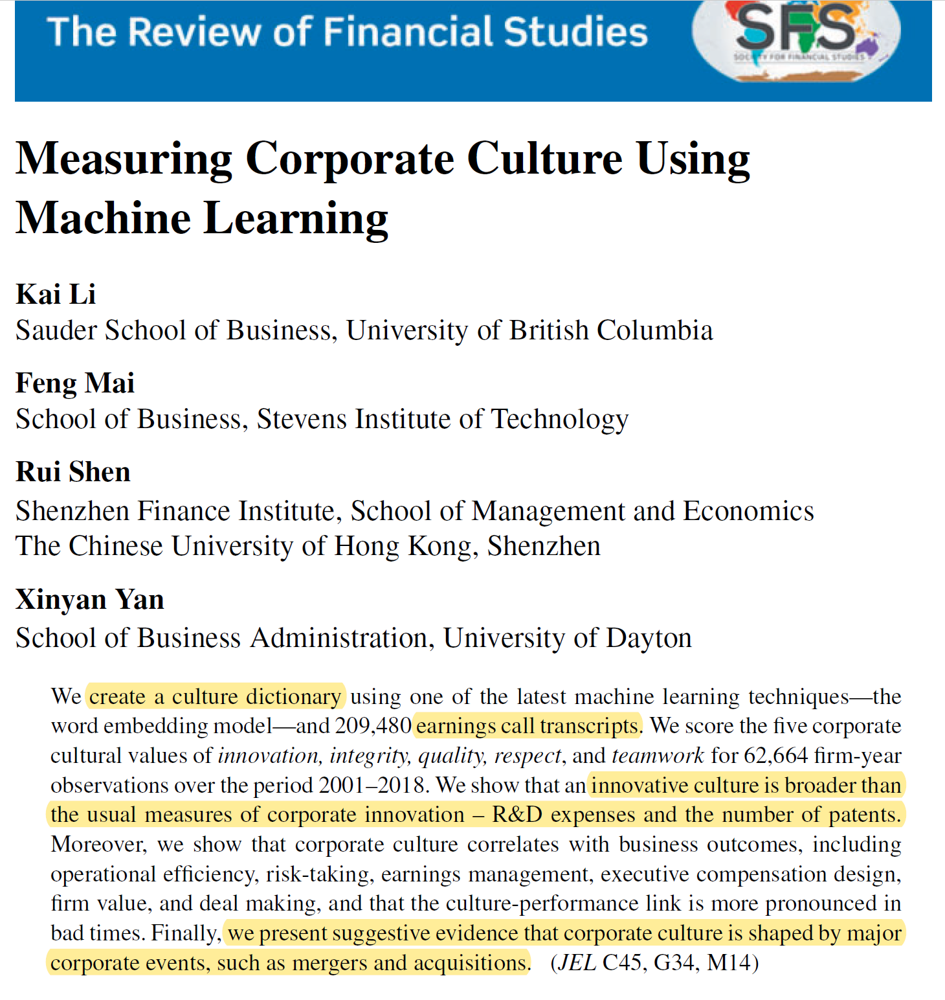 The Review of Financial Studies
SFS
SOCIETY FOR FINANCIAL STUDIES
Measuring Corporate Culture Using
Machine Learning
Kai Li
Sauder School of Business, University of British Columbia
Feng Mai
School of Business, Stevens Institute of Technology
Rui Shen
Shenzhen Finance Institute, School of Management and Economics
The Chinese University of Hong Kong, Shenzhen
Xinyan Yan
School of Business Administration, University of Dayton
We create a culture dictionary using one of the latest machine learning techniques—the
word embedding model—and 209,480 earnings call transcripts. We score the five corporate
cultural values of innovation, integrity, quality, respect, and teamwork for 62,664 firm-year
observations over the period 2001–2018. We show that an innovative culture is broader than
the usual measures of corporate innovation – R&D expenses and the number of patents.
Moreover, we show that corporate culture correlates with business outcomes, including
operational efficiency, risk-taking, earnings management, executive compensation design,
firm value, and deal making, and that the culture-performance link is more pronounced in
bad times. Finally, we present suggestive evidence that corporate culture is shaped by major
corporate events, such as mergers and acquisitions. (JEL C45, G34, M14)